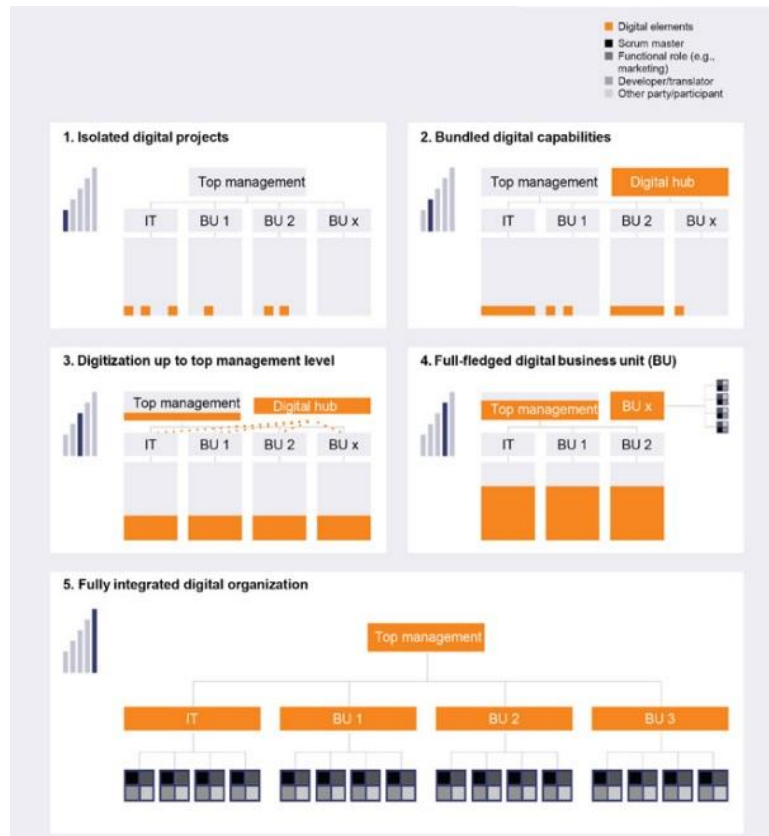 Digital elements
Scrum master
Functional role (e.g.,
marketing)
Developer/translator
Other party/participant
1. Isolated digital projects
Top management
IT BU 1 BU 2 BU x
2. Bundled digital capabilities
Top management Digital hub
IT BU 1 BU 2 BU x
3. Digitization up to top management level
Top management Digital hub
IT BU 1 BU 2 BU x
4. Full-fledged digital business unit (BU)
Top management BU x
IT BU 1 BU 2
5. Fully integrated digital organization
Top management
IT BU 1 BU 2 BU 3